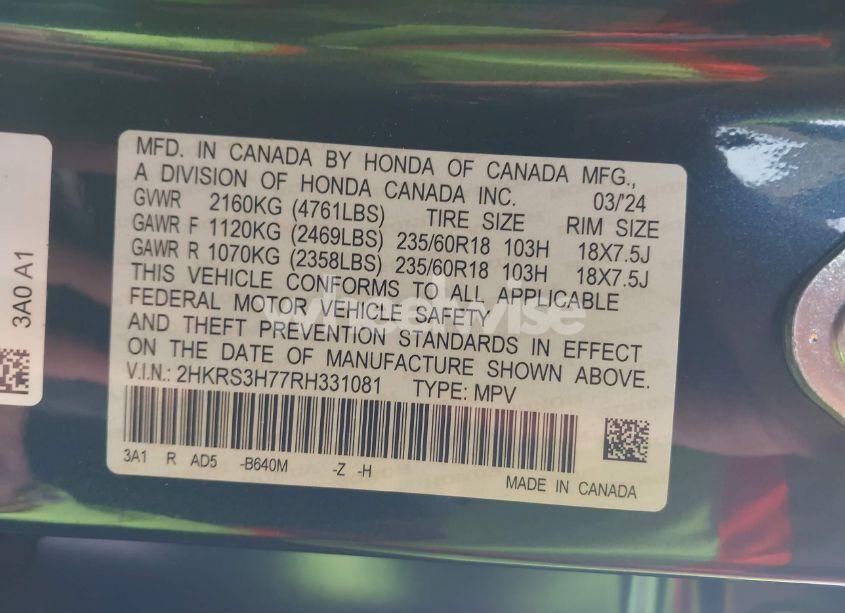 MFD. IN CANADA BY HONDA OF CANADA MFG.,
A DIVISION OF HONDA CANADA INC. 03/'24
GVWR 2160KG (4761LBS) TIRE SIZE RIM SIZE
GAWR F 1120KG (2469LBS) 235/60R18 103H 18X7.5J
GAWR R 1070KG (2358LBS) 235/60R18 103H 18X7.5J
THIS VEHICLE CONFORMS TO ALL APPLICABLE
FEDERAL MOTOR VEHICLE SAFETY
AND THEFT PREVENTION STANDARDS IN EFFECT
ON THE DATE OF MANUFACTURE SHOWN ABOVE.
V.I.N.: 2HKRS3H77RH331081 TYPE: MPV
3A1 R AD5 -B640M -Z -H
MADE IN CANADA
3A0 A1